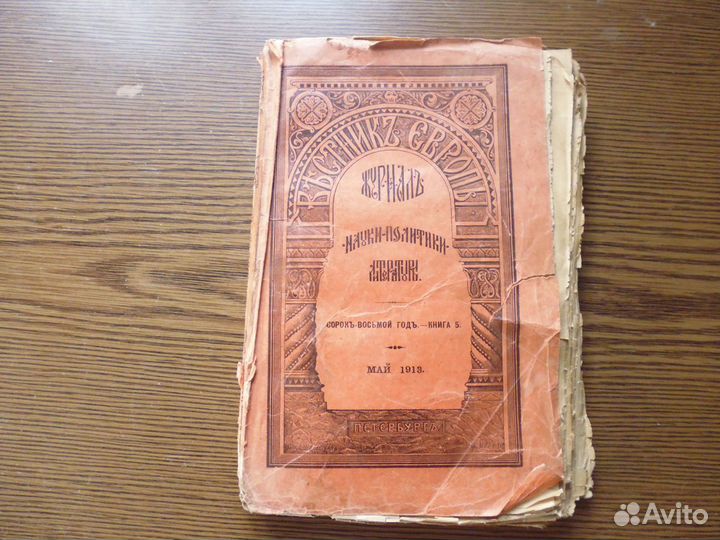 ВѢСТНИКЪ ЕВРОПЫ
ЖУРНАЛЪ
·НАУКИ-ПОЛИТИКИ-
ЛИТЕРАТУРЫ.
СОРОКЪ-ВОСЬМОЙ ГОДЪ.—КНИГА 5.
МАЙ 1913.
ПЕТЕРБУРГЪ
Avito